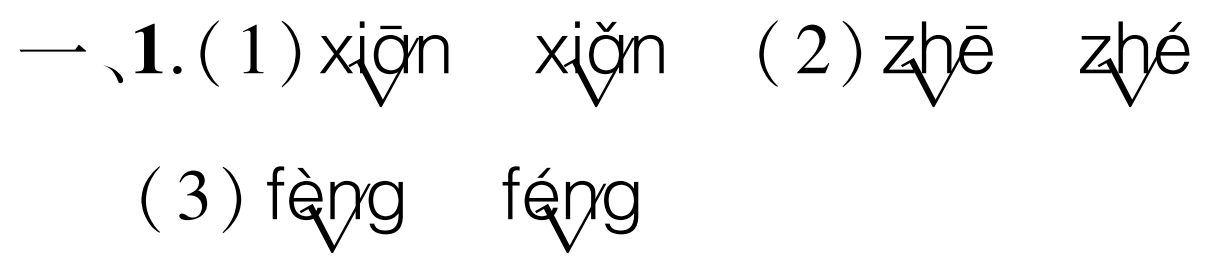 一、1.(1)xiān√ xiǎn√ (2)zhē√ zhé√
(3)fèng√ féng√